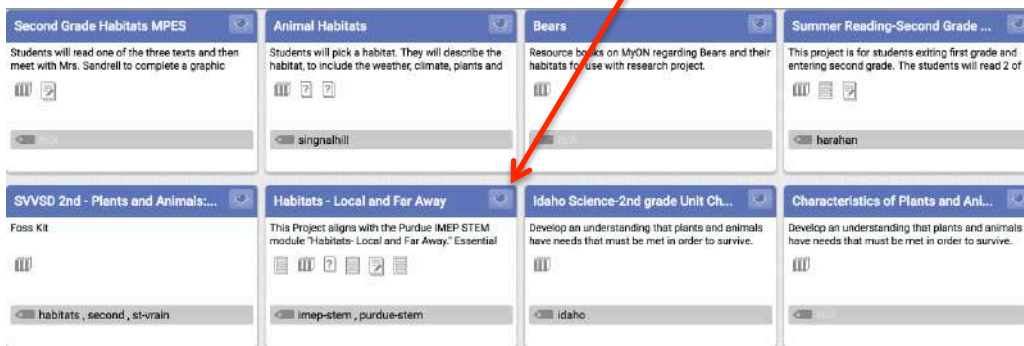 Second Grade Habitats MPES
Students will read one of the three texts and then
meet with Mrs. Sandrell to complete a graphic
Animal Habitats
Students will pick a habitat. They will describe the
habitat, to include the weather, climate, plants and
singnalhill
Bears
Resource books on MyON regarding Bears and their
habitats for use with research project.
Summer Reading-Second Grade ...
This project is for students exiting first grade and
entering second grade. The students will read 2 of
harahan
SVVSD 2nd - Plants and Animals:...
Foss Kit
habitats , second , st-vrain
Habitats - Local and Far Away
This Project aligns with the Purdue IMEP STEM
module "Habitats- Local and Far Away." Essential
imep-stem , purdue-stem
Idaho Science-2nd grade Unit Ch...
Develop an understanding that plants and animals
have needs that must be met in order to survive.
idaho
Characteristics of Plants and Ani...
Develop an understanding that plants and animals
have needs that must be met in order to survive.